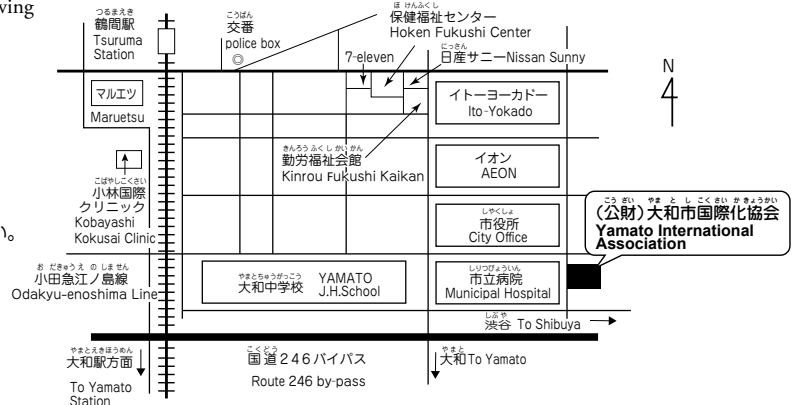 ving
つるまえき
鶴間駅
Tsuruma
Station
こうばん
交番
police box
ほけんふくし
保健福祉センター
Hoken Fukushi Center
7-eleven
にっさん
日産サニーNissan Sunny
N
マルエツ
Maruetsu
イトーヨーカドー
Ito-Yokado
きんろうふくしかいかん
勤労福祉会館
Kinrou Fukushi Kaikan
イオン
AEON
こばやしこくさい
小林国際
クリニック
Kobayashi
Kokusai Clinic
しやくしょ
市役所
City Office
こうざい やまとしこくさいかきょうかい
(公財)大和市国際化協会
Yamato International
Association
い。
おだきゅうえのしません
小田急江ノ島線
Odakyu-enoshima Line
やまとちゅうがっこう
大和中学校 YAMATO
J.H.School
しりつびょういん
市立病院
Municipal Hospital
しぶや
渋谷 To Shibuya
やまとえきほうめん
大和駅方面
To Yamato
Station
こくどう
国道246バイパス
Route 246 by-pass
やまと
大和To Yamato